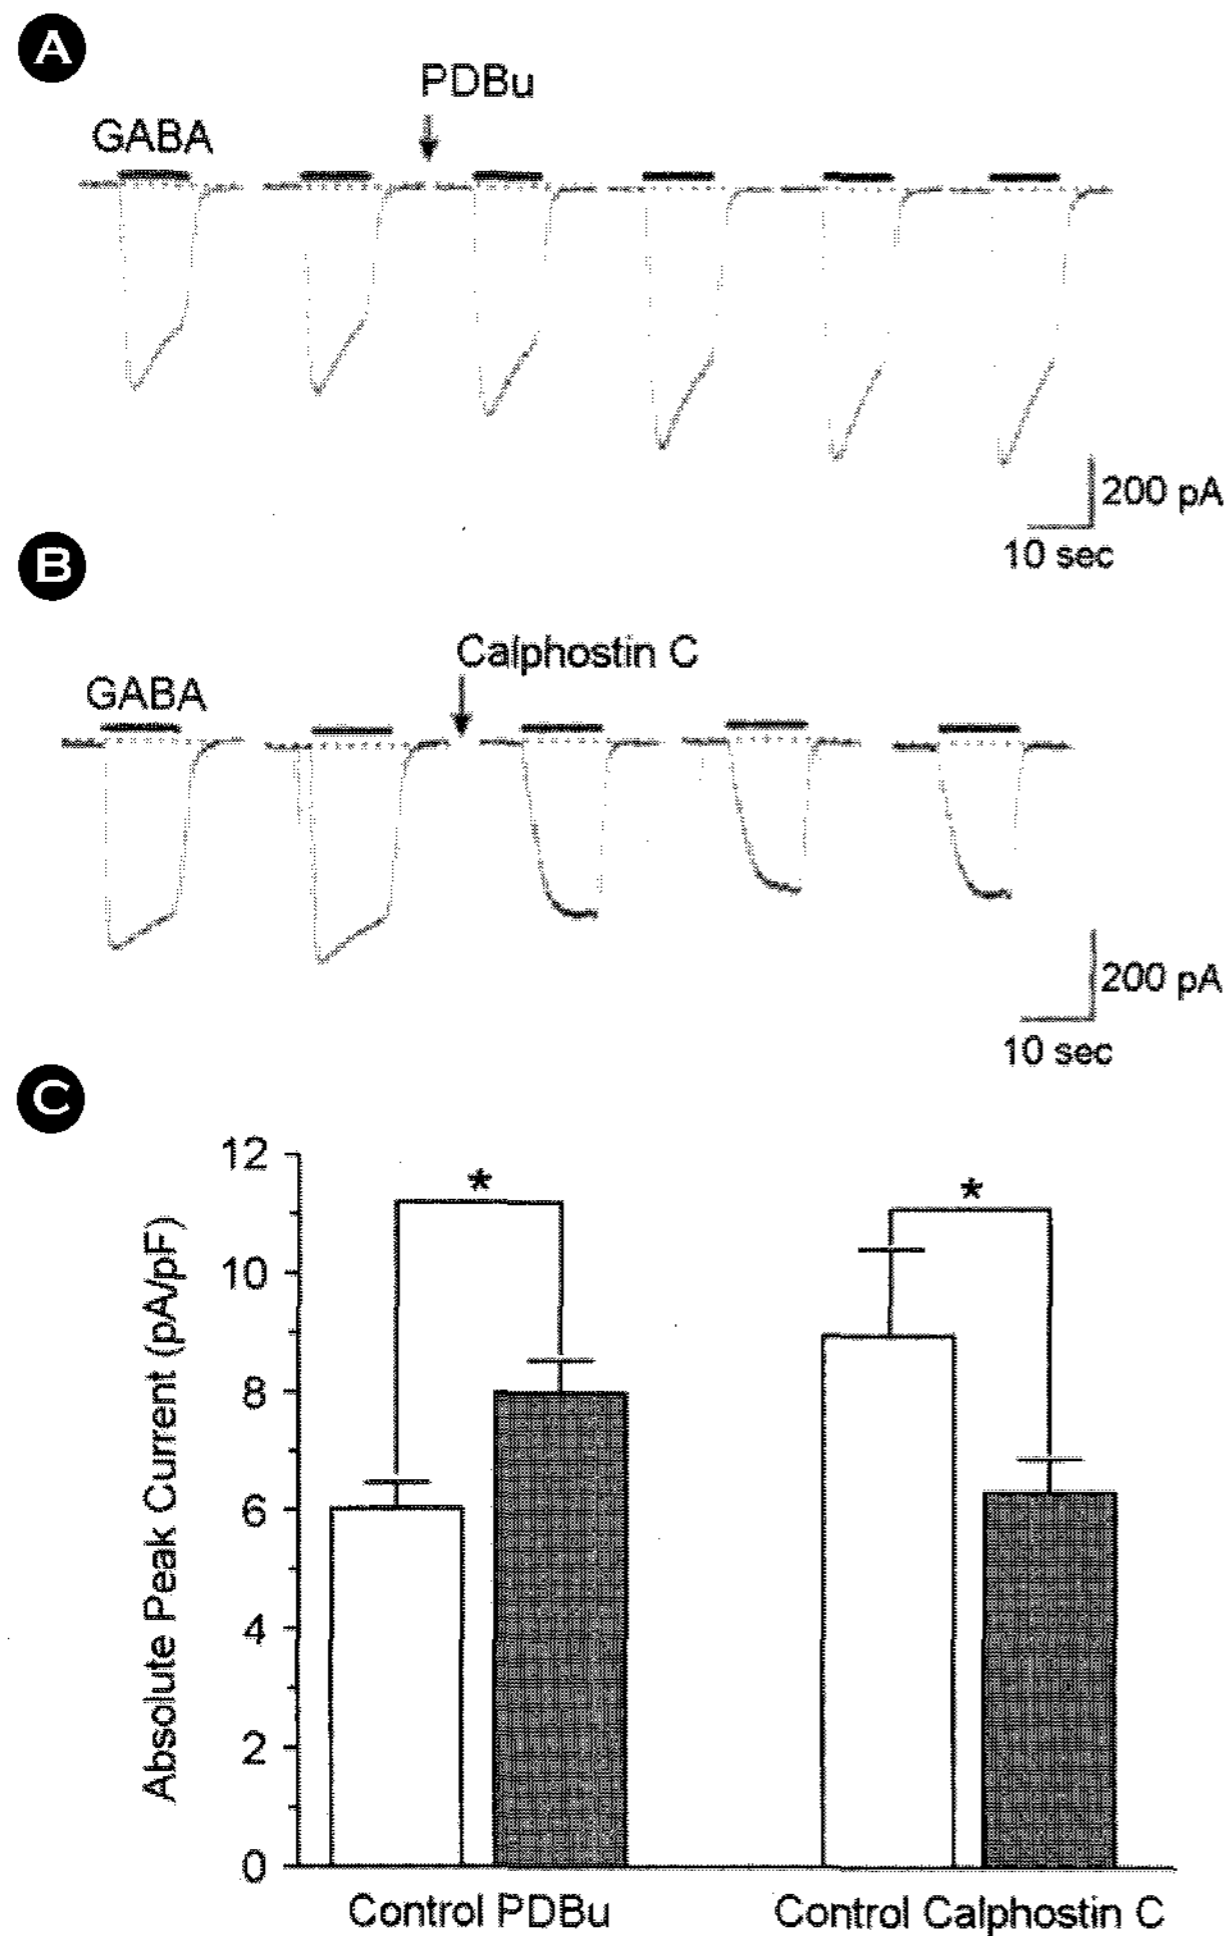 A
PDBu
GABA
200 pA
10 sec
B
Calphostin C
GABA
200 pA
10 sec
C
12
10
8
6
4
2
0
Absolute Peak Current (pA/pF)
*
*
Control PDBu
Control Calphostin C